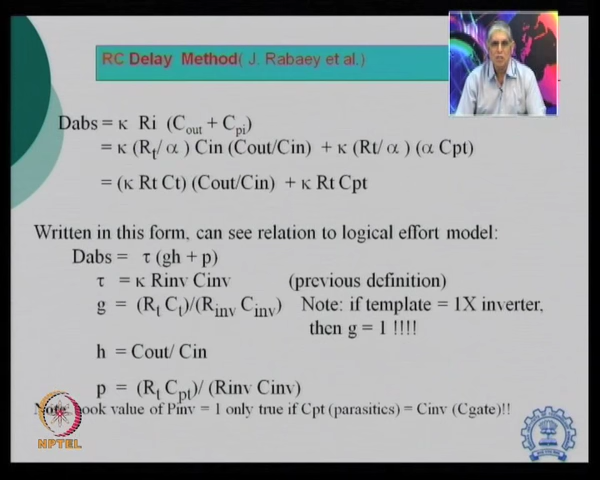 RC Delay Method( J. Rabaey et al.)
Dabs = κ Ri (Cout + Cpi)
= κ (Rt/ α ) Cin (Cout/Cin) + κ (Rt/ α ) (α Cpt)
= (κ Rt Ct) (Cout/Cin) + κ Rt Cpt
Written in this form, can see relation to logical effort model:
Dabs = τ (gh + p)
τ = κ Rinv Cinv (previous definition)
g = (Rt Ct)/(Rinv Cinv) Note: if template = 1X inverter,
then g = 1 !!!!
h = Cout/ Cin
p = (Rt Cpt)/ (Rinv Cinv)
Note: book value of Pinv = 1 only true if Cpt (parasitics) = Cinv (Cgate)!!
NPTEL